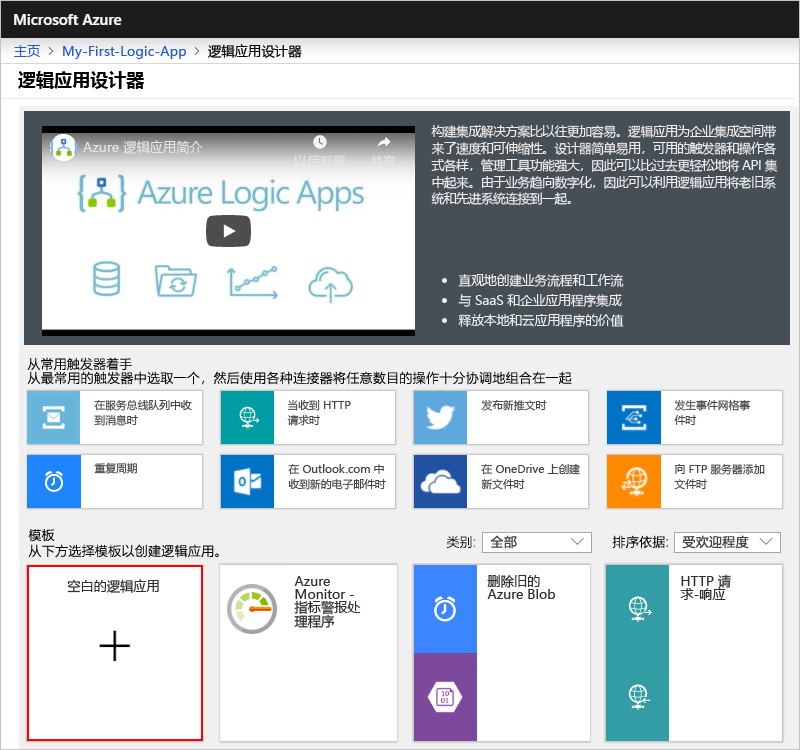 Microsoft Azure
主页 > My-First-Logic-App > 逻辑应用设计器
逻辑应用设计器
Azure 逻辑应用简介
以后观看
共享
Azure Logic Apps
构建集成解决方案比以往更加容易。逻辑应用为企业集成空间带
来了速度和可伸缩性。设计器简单易用，可用的触发器和操作各
式各样，管理工具功能强大，因此可以比过去更轻松地将 API 集
中起来。由于业务趋向数字化，因此可以利用逻辑应用将老旧系
统和先进系统连接到一起。
• 直观地创建业务流程和工作流
• 与 SaaS 和企业应用程序集成
• 释放本地和云应用程序的价值
从常用触发器着手
从最常用的触发器中选取一个，然后使用各种连接器将任意数目的操作十分协调地组合在一起
在服务总线队列中收
到消息时
当收到 HTTP
请求时
发布新推文时
发生事件网格事
件时
重复周期
在 Outlook.com 中
收到新的电子邮件时
在 OneDrive 上创建
新文件时
向 FTP 服务器添加
文件时
模板
从下方选择模板以创建逻辑应用。
类别: 全部
排序依据: 受欢迎程度
空白的逻辑应用
Azure
Monitor -
指标警报处
理程序
删除旧的
Azure Blob
10
01
HTTP 请
求-响应